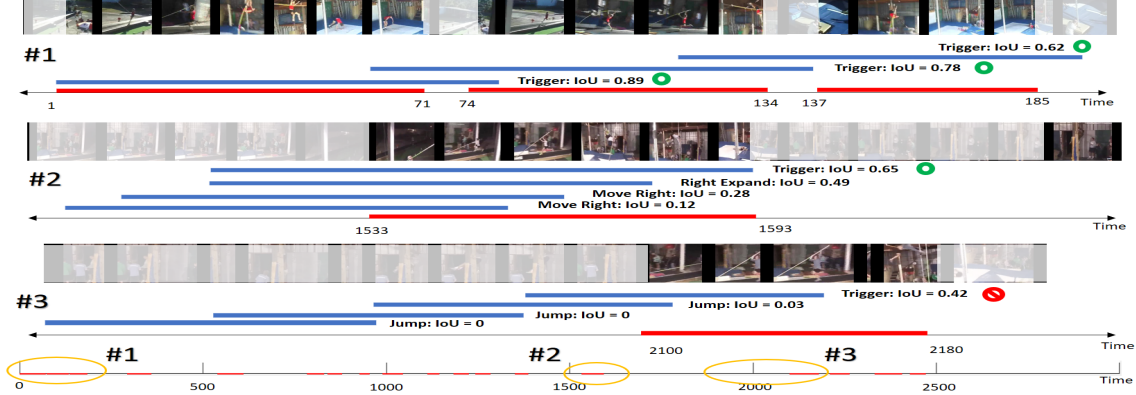 Trigger: IoU = 0.62
#1
Trigger: IoU = 0.78
Trigger: IoU = 0.89
1 71 74 134 137 185 Time
#2
Trigger: IoU = 0.65
Right Expand: IoU = 0.49
Move Right: IoU = 0.28
Move Right: IoU = 0.12
1533 1593 Time
#3
Trigger: IoU = 0.42
Jump: IoU = 0.03
Jump: IoU = 0
Jump: IoU = 0
2100 2180 Time
#1 #2 #3
0 500 1000 1500 2000 2500 Time